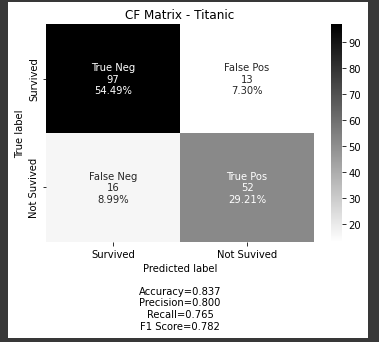 CF Matrix - Titanic
True Neg
97
54.49%
False Pos
13
7.30%
False Neg
16
8.99%
True Pos
52
29.21%
Survived
Not Suvived
True label
Survived
Not Suvived
Predicted label
Accuracy=0.837
Precision=0.800
Recall=0.765
F1 Score=0.782
90
80
70
60
50
40
30
20